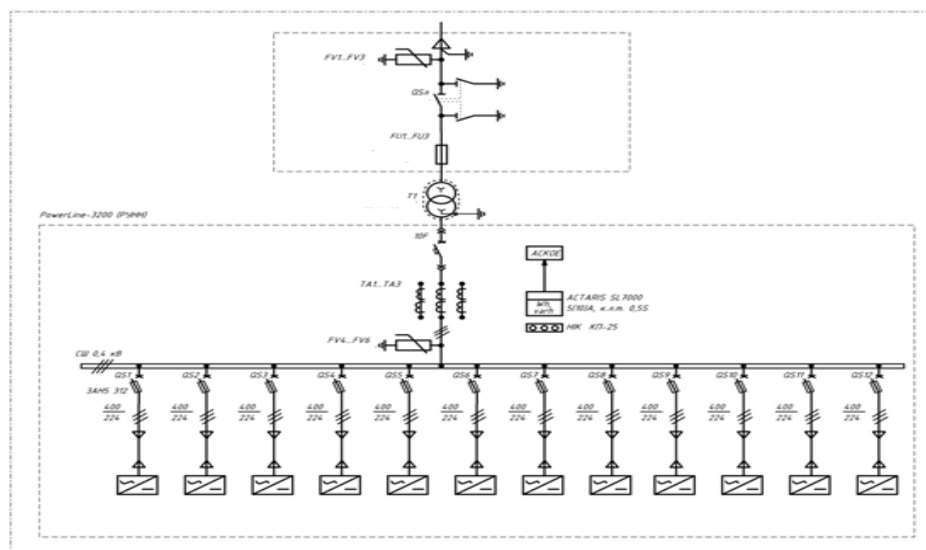 FV1...FV3
QSn
FU1...FU3
T1
PowerLine-3200 (РУНН)
1QF
АСКОЕ
TA1...TA3
Wh
varh
ACTARIS SL7000
5(10)А, к.л.т. 0,5S
НІК КП-25
FV4...FV6
СШ 0,4 кВ
QS1 QS2 QS3 QS4 QS5 QS6 QS7 QS8 QS9 QS10 QS11 QS12
3АН5 312
400 400 400 400 400 400 400 400 400 400 400 400
224 224 224 224 224 224 224 224 224 224 224 224